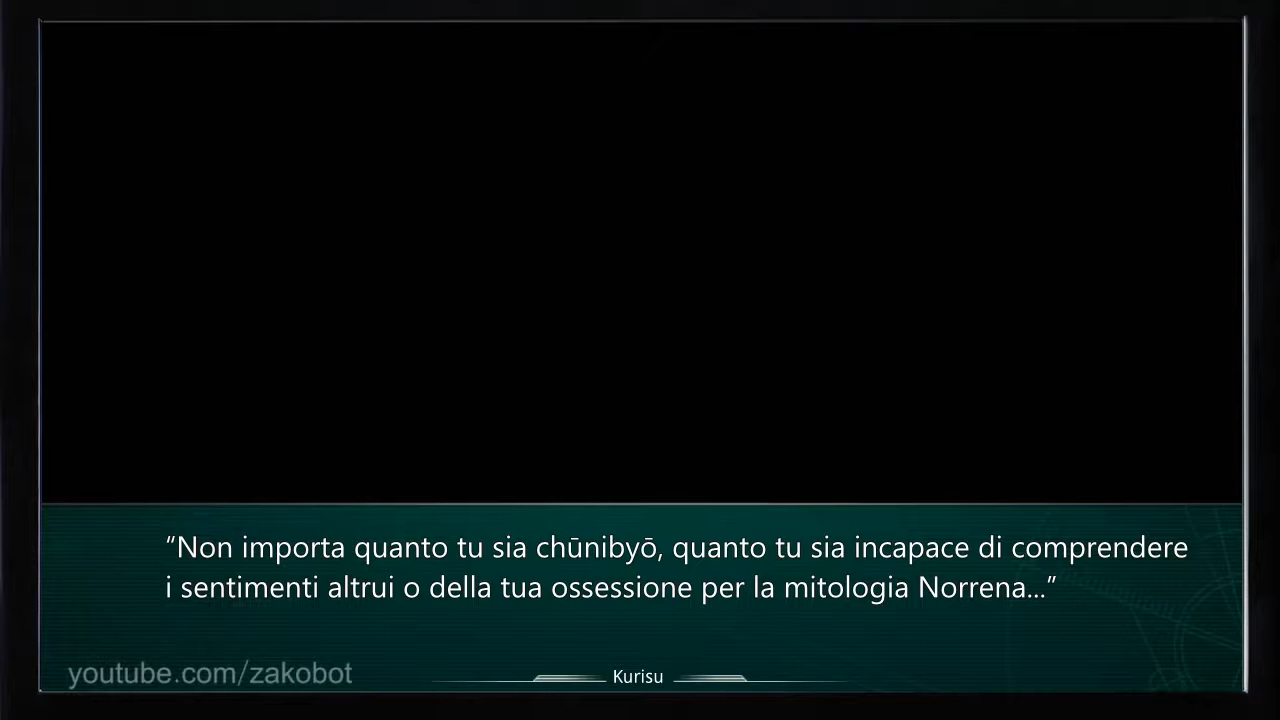 “Non importa quanto tu sia chūnibyō, quanto tu sia incapace di comprendere
i sentimenti altrui o della tua ossessione per la mitologia Norrena...”
youtube.com/zakobot
Kurisu